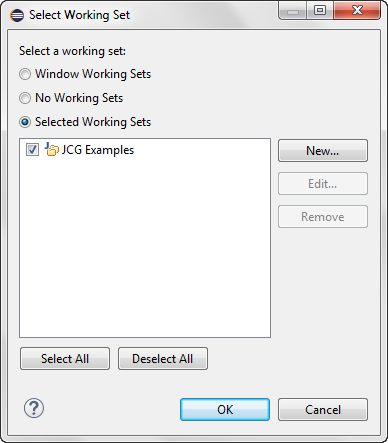 Select Working Set
Select a working set:
Window Working Sets
No Working Sets
Selected Working Sets
JCG Examples
New...
Edit...
Remove
Select All
Deselect All
?
OK
Cancel